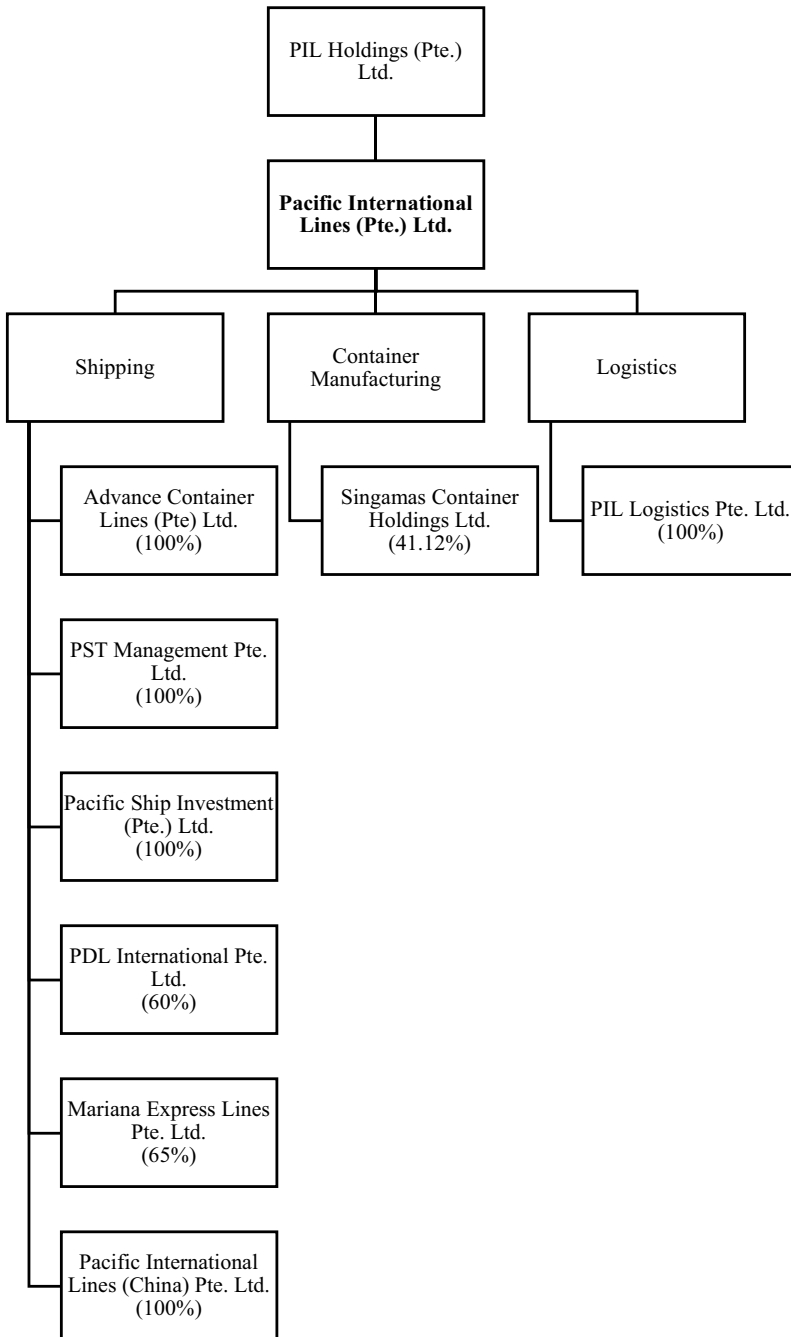 PIL Holdings (Pte.)
Ltd.
Pacific International
Lines (Pte.) Ltd.
Shipping
Container
Manufacturing
Logistics
Advance Container
Lines (Pte) Ltd.
(100%)
Singamas Container
Holdings Ltd.
(41.12%)
PIL Logistics Pte. Ltd.
(100%)
PST Management Pte.
Ltd.
(100%)
Pacific Ship Investment
(Pte.) Ltd.
(100%)
PDL International Pte.
Ltd.
(60%)
Mariana Express Lines
Pte. Ltd.
(65%)
Pacific International
Lines (China) Pte. Ltd.
(100%)